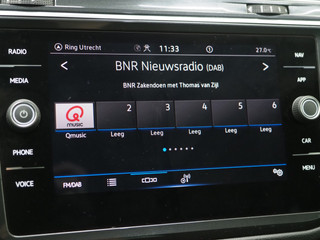 RADIO
MEDIA
PHONE
VOICE
Ring Utrecht
11:33
27.0°C
BNR Nieuwsradio (DAB)
BNR Zakendoen met Thomas van Zijl
Q
music
2
3
4
5
6
Qmusic
Leeg
Leeg
Leeg
Leeg
Leeg
FM/DAB
NAV
APP
CAR
MENU